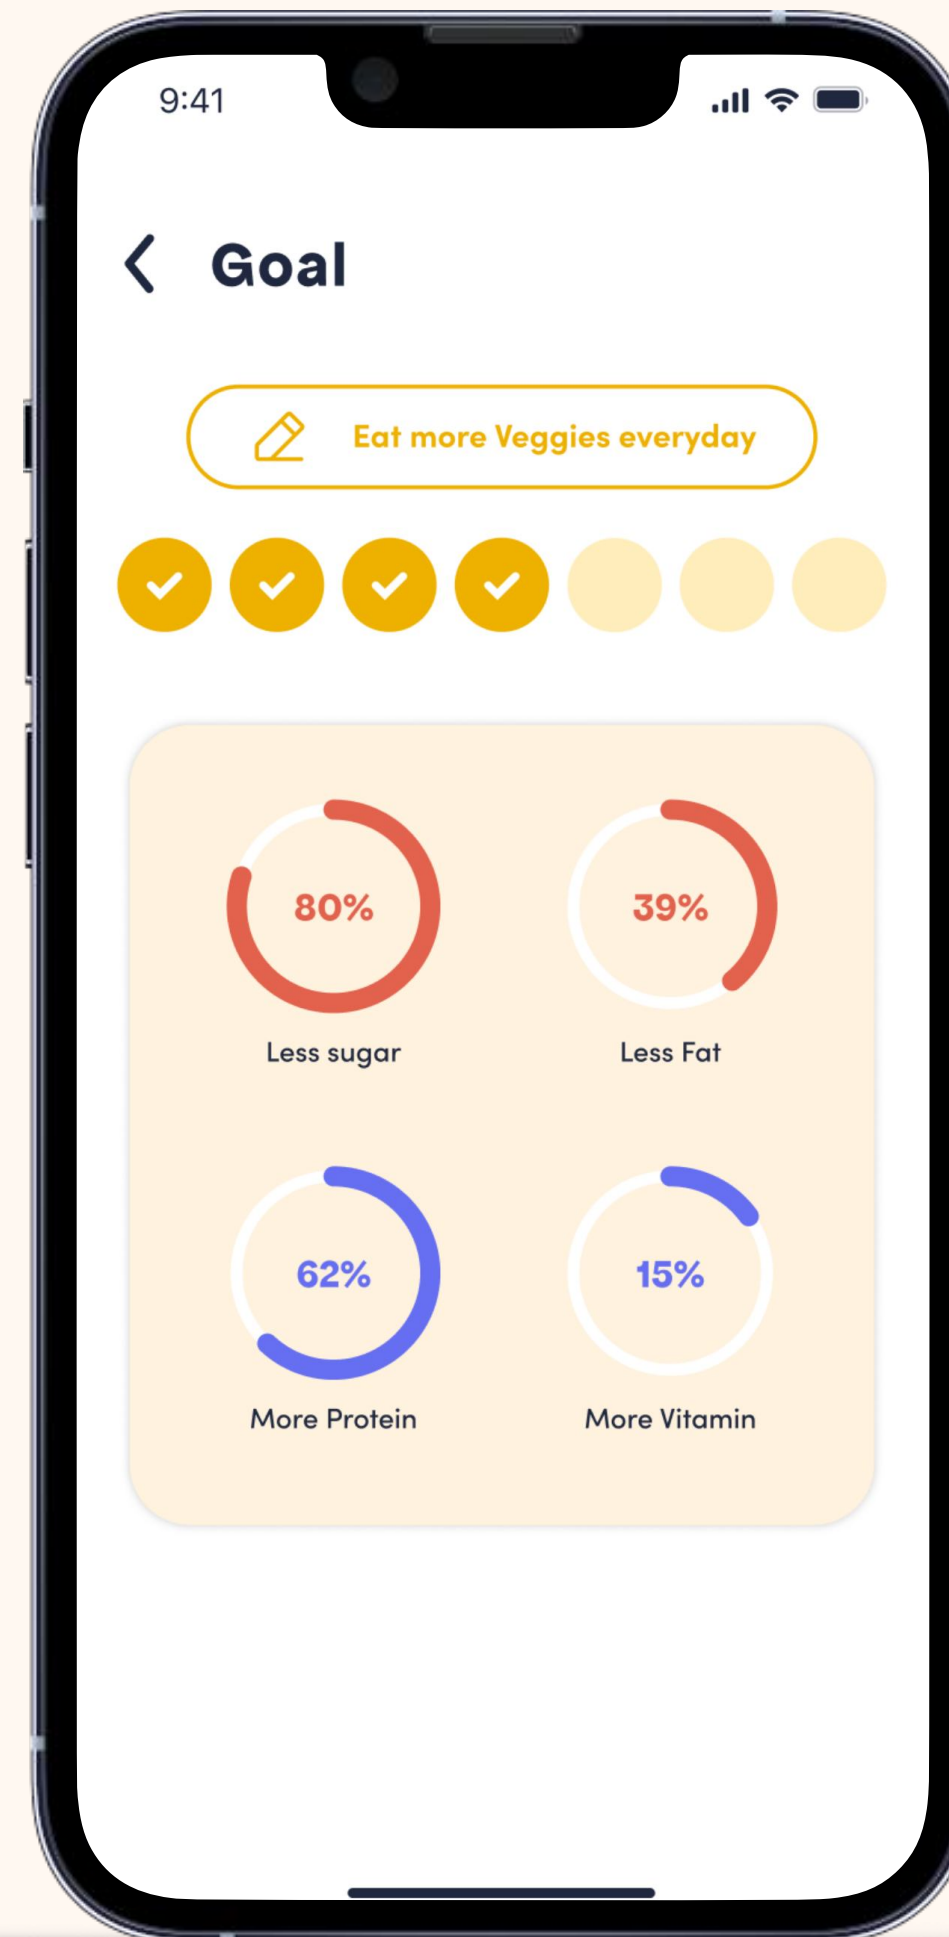 9:41
Goal
Eat more Veggies everyday
80%
39%
Less sugar
Less Fat
62%
15%
More Protein
More Vitamin